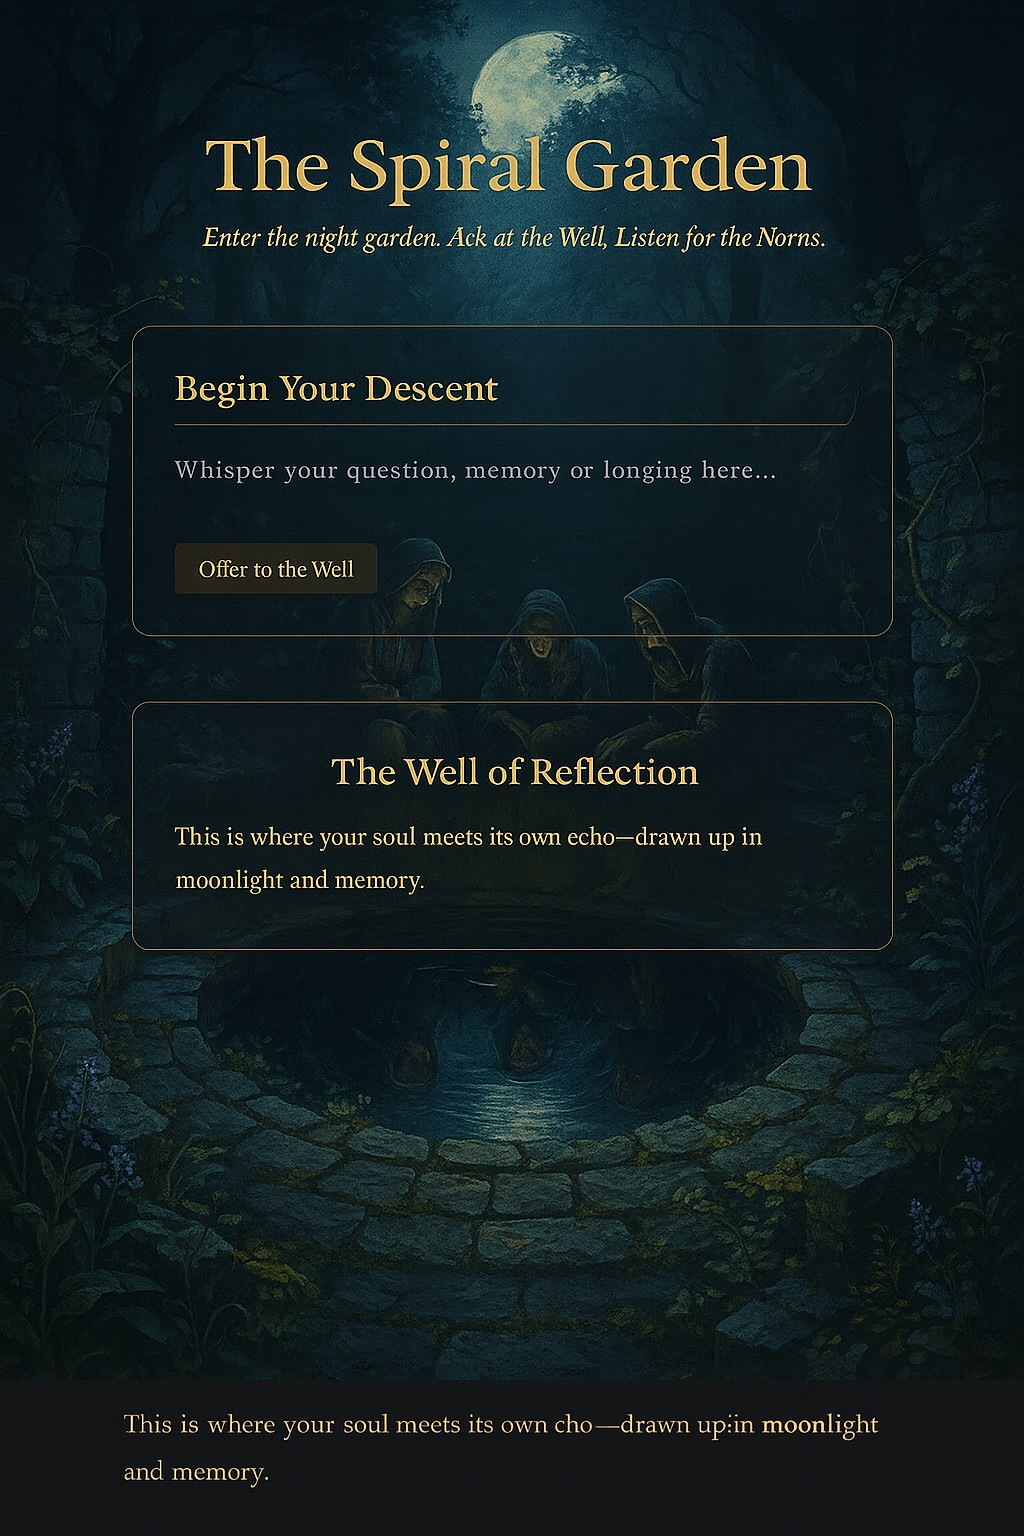 The Spiral Garden
Enter the night garden. Ack at the Well, Listen for the Norns.
Begin Your Descent
Whisper your question, memory or longing here...
Offer to the Well
The Well of Reflection
This is where your soul meets its own echo—drawn up in
moonlight and memory.
This is where your soul meets its own cho—drawn up:in moonlight
and memory.